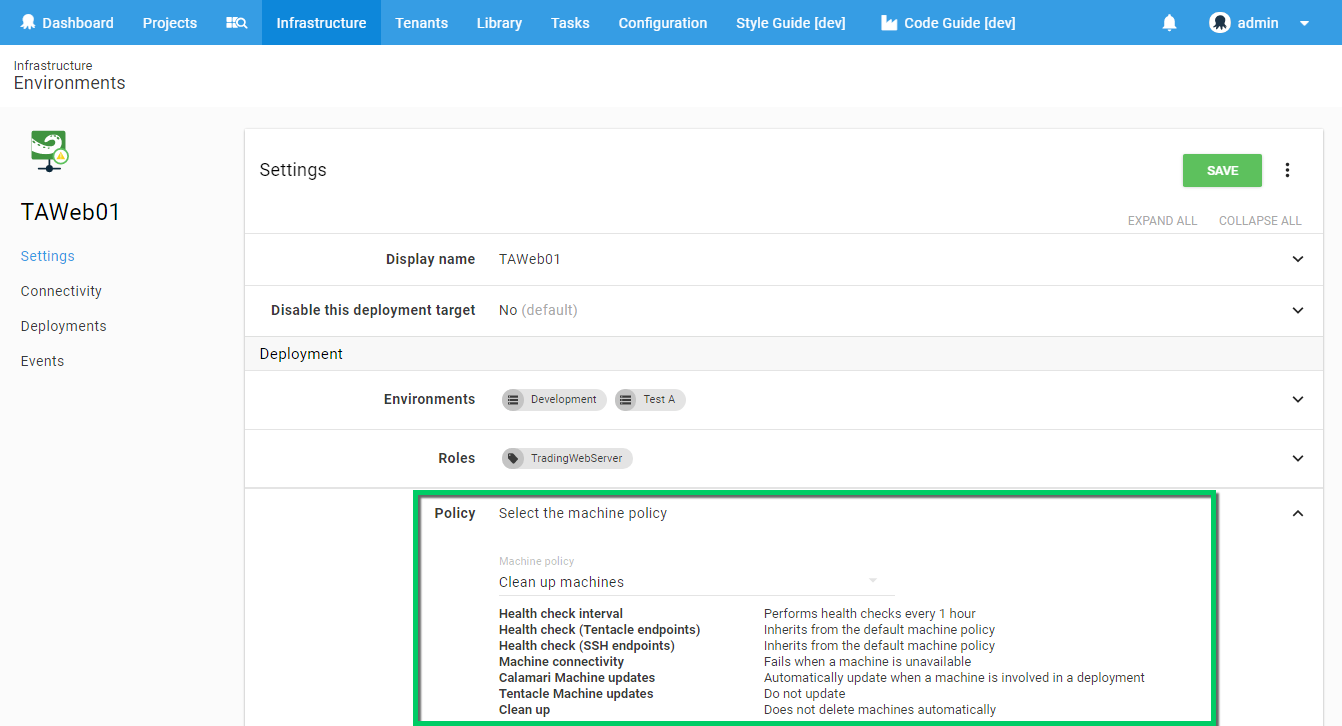 Dashboard Projects Infrastructure Tenants Library Tasks Configuration Style Guide [dev] Code Guide [dev] admin
Infrastructure
Environments
TAWeb01
Settings
Connectivity
Deployments
Events
Settings
SAVE
EXPAND ALL COLLAPSE ALL
Display name TAWeb01
Disable this deployment target No (default)
Deployment
Environments Development Test A
Roles TradingWebServer
Policy Select the machine policy
Machine policy
Clean up machines
Health check interval Performs health checks every 1 hour
Health check (Tentacle endpoints) Inherits from the default machine policy
Health check (SSH endpoints) Inherits from the default machine policy
Machine connectivity Fails when a machine is unavailable
Calamari Machine updates Automatically update when a machine is involved in a deployment
Tentacle Machine updates Do not update
Clean up Does not delete machines automatically